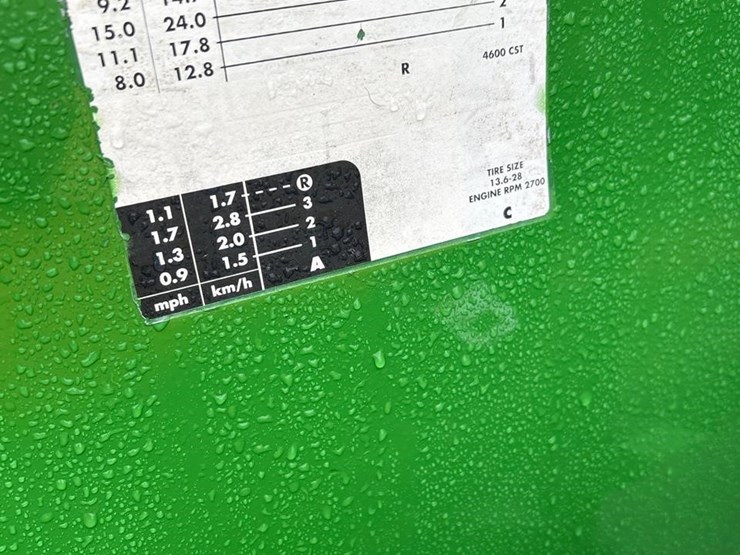 9.2
2
15.0 24.0 1
11.1 17.8 4600 CST
8.0 12.8 R
TIRE SIZE
13.6-28
ENGINE RPM 2700
C
1.1 1.7 R
1.7 2.8 3
1.3 2.0 2
0.9 1.5 1
mph km/h A